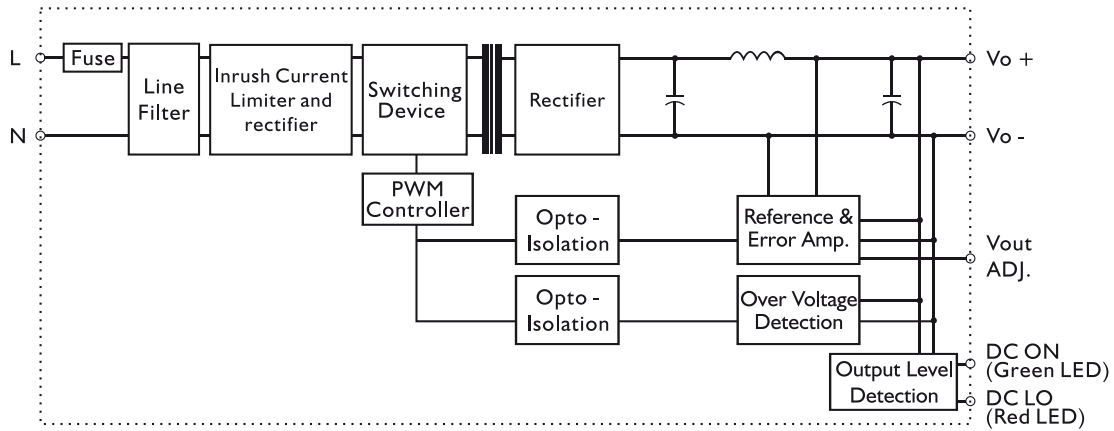 L
Fuse
Line
Filter
Inrush Current
Limiter and
rectifier
Switching
Device
Rectifier
Vo +
N
Vo -
PWM
Controller
Opto -
Isolation
Reference &
Error Amp.
Vout
ADJ.
Opto -
Isolation
Over Voltage
Detection
Output Level
Detection
DC ON
(Green LED)
DC LO
(Red LED)